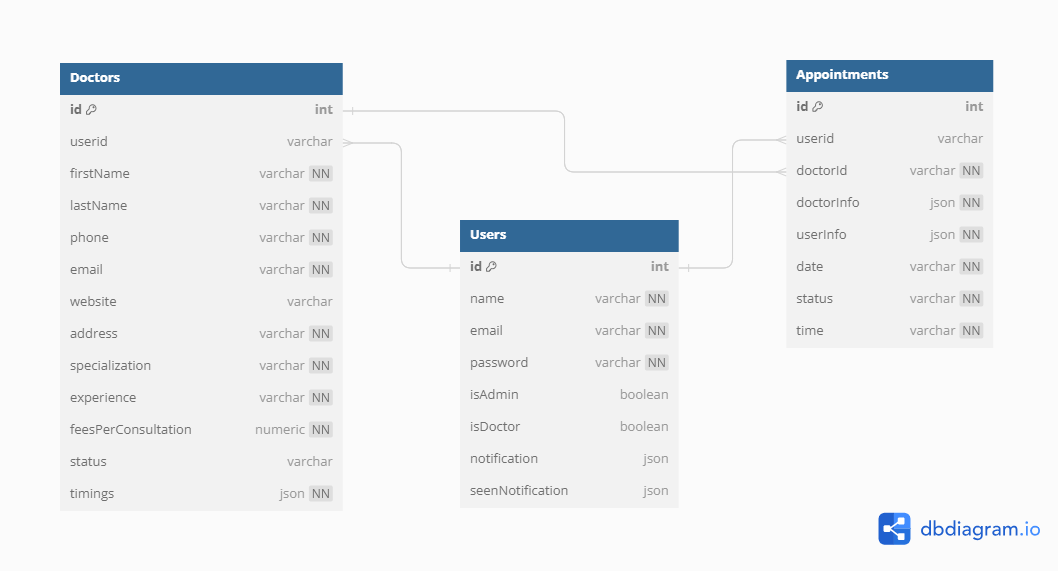 Doctors
id int
userid varchar
firstName varchar NN
lastName varchar NN
phone varchar NN
email varchar NN
website varchar
address varchar NN
specialization varchar NN
experience varchar NN
feesPerConsultation numeric NN
status varchar
timings json NN
Users
id int
name varchar NN
email varchar NN
password varchar NN
isAdmin boolean
isDoctor boolean
notification json
seenNotification json
Appointments
id int
userid varchar
doctorId varchar NN
doctorInfo json NN
userInfo json NN
date varchar NN
status varchar NN
time varchar NN
dbdiagram.io